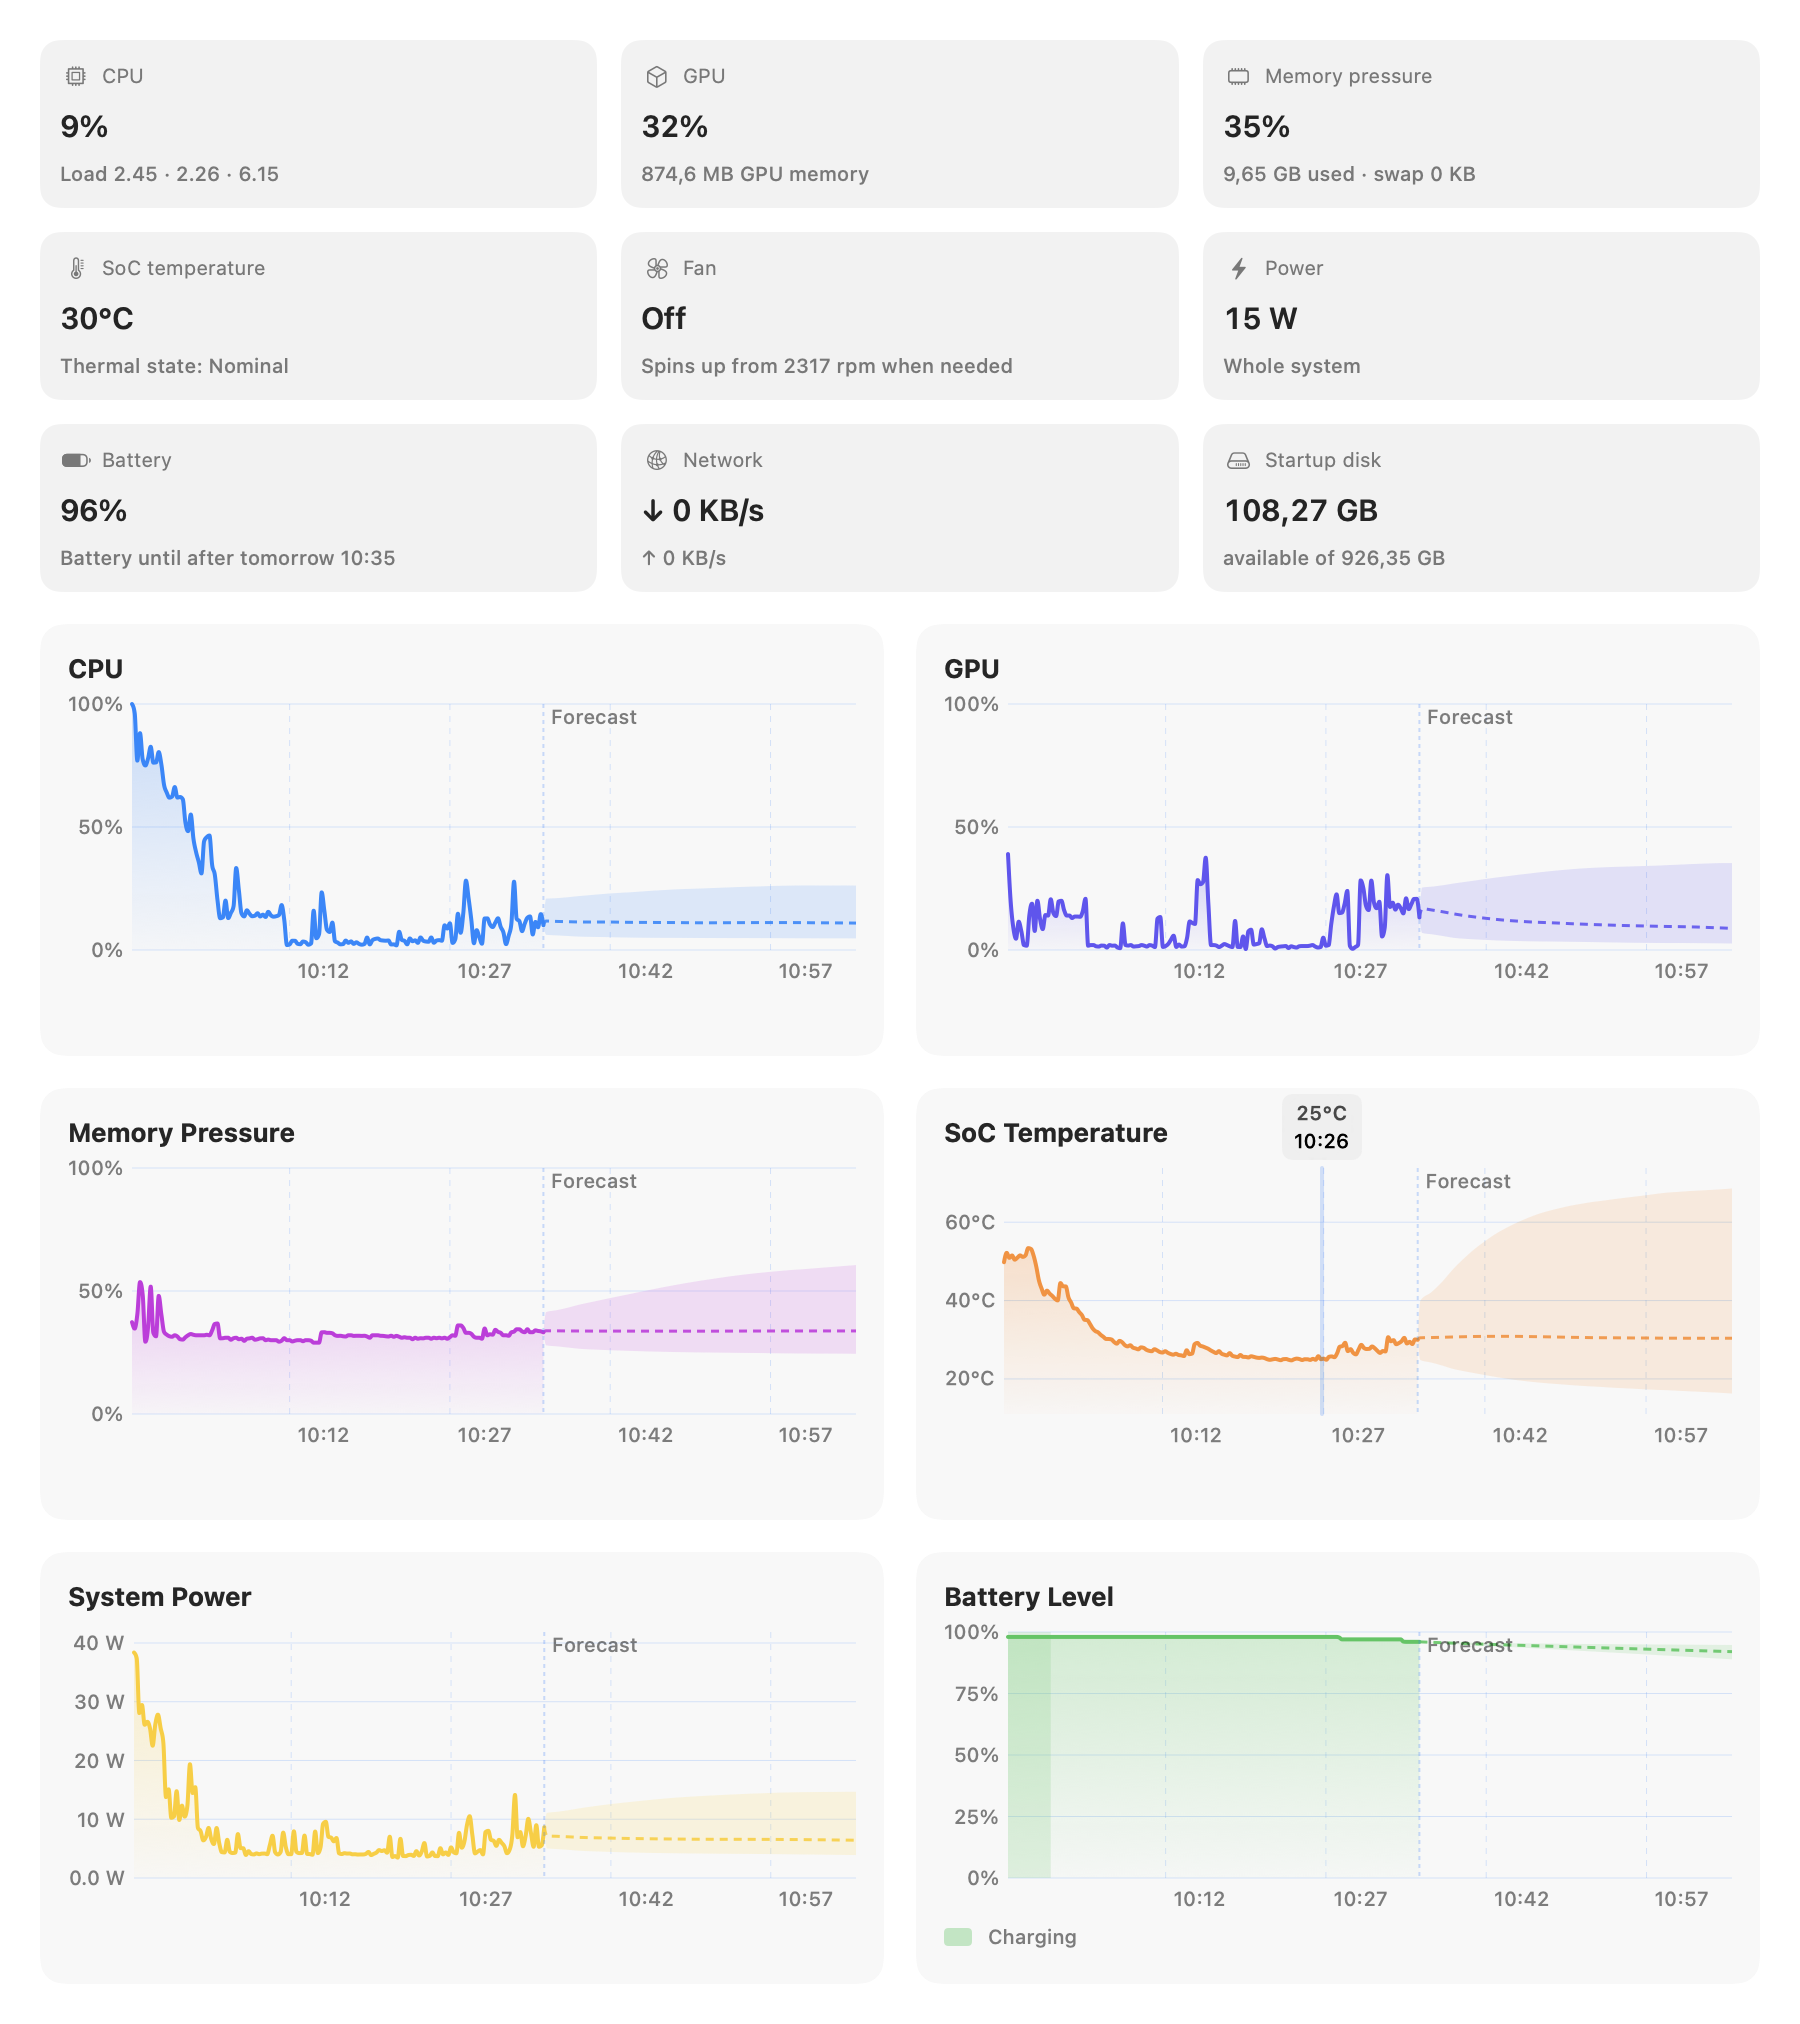 CPU
9%
Load 2.45 · 2.26 · 6.15
GPU
32%
874,6 MB GPU memory
Memory pressure
35%
9,65 GB used · swap 0 KB
SoC temperature
30°C
Thermal state: Nominal
Fan
Off
Spins up from 2317 rpm when needed
Power
15 W
Whole system
Battery
96%
Battery until after tomorrow 10:35
Network
↓ 0 KB/s
↑ 0 KB/s
Startup disk
108,27 GB
available of 926,35 GB
CPU
100%
Forecast
50%
0%
10:12 10:27 10:42 10:57
GPU
100%
Forecast
50%
0%
10:12 10:27 10:42 10:57
Memory Pressure
100%
Forecast
50%
0%
10:12 10:27 10:42 10:57
SoC Temperature
25°C
10:26
Forecast
60°C
40°C
20°C
10:12 10:27 10:42 10:57
System Power
40 W
Forecast
30 W
20 W
10 W
0.0 W
10:12 10:27 10:42 10:57
Battery Level
100%
Forecast
75%
50%
25%
0%
10:12 10:27 10:42 10:57
Charging